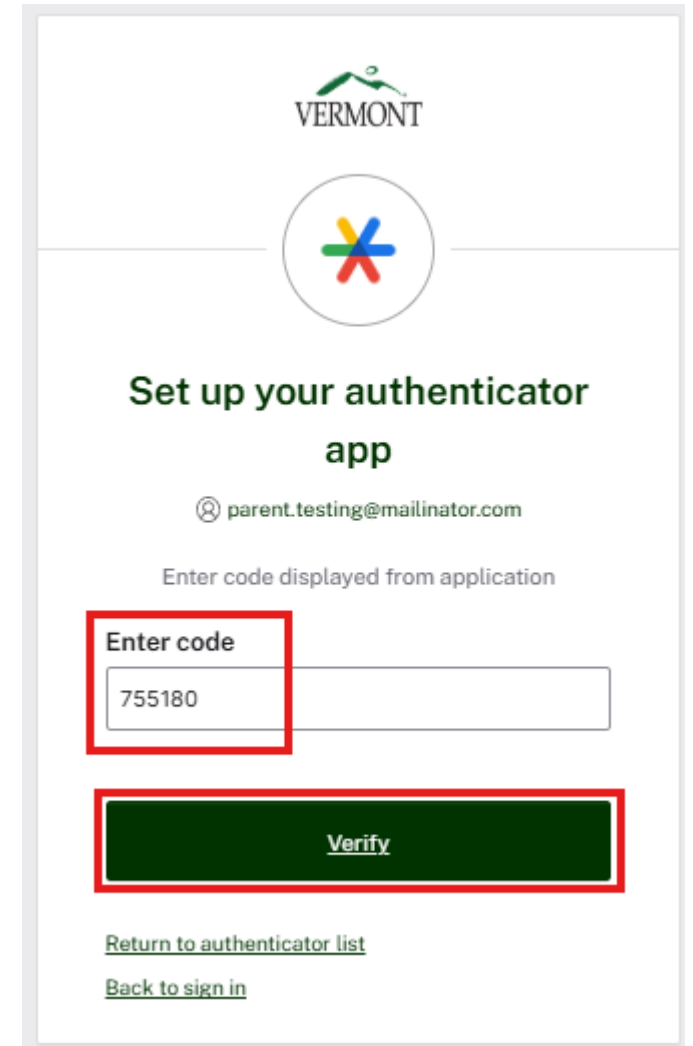 VERMONT
Set up your authenticator
app
parent.testing@mailinator.com
Enter code displayed from application
Enter code
755180
Verify
Return to authenticator list
Back to sign in